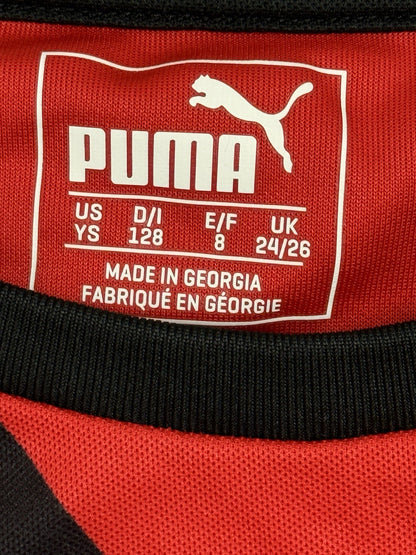 PUMA
US D/I E/F UK
YS 128 8 24/26
MADE IN GEORGIA
FABRIQUÉ EN GÉORGIE